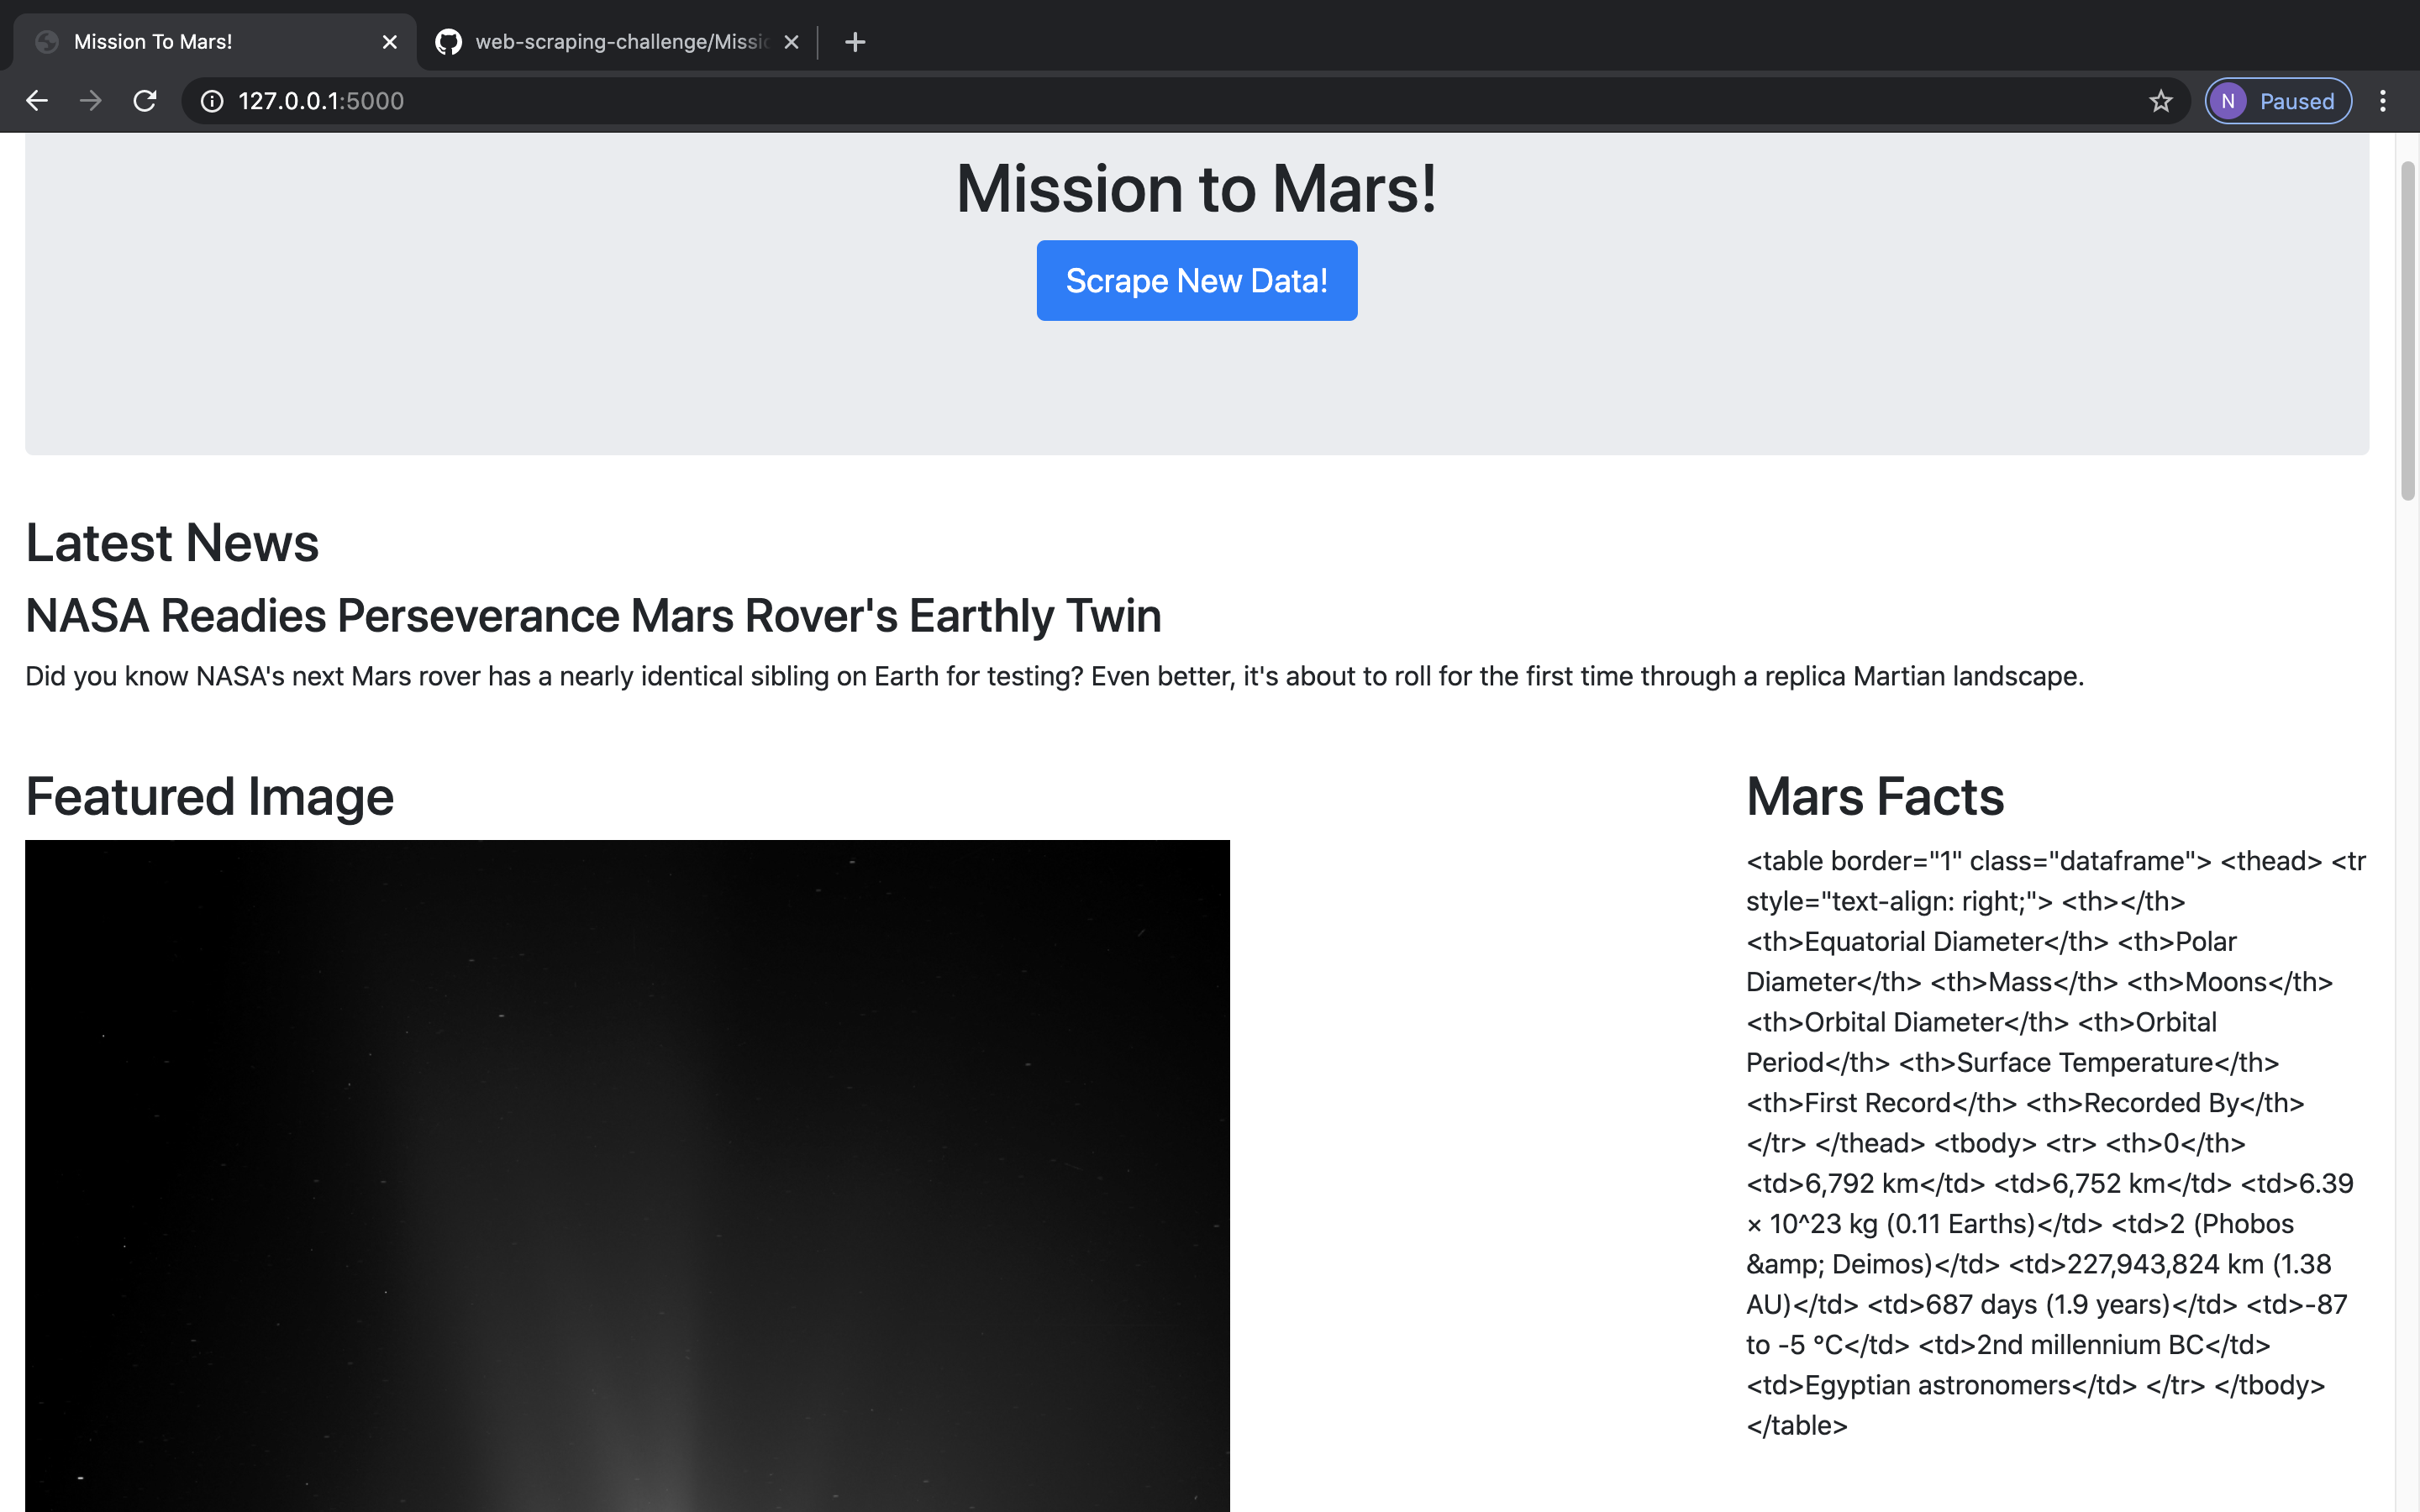 Mission To Mars!
web-scraping-challenge/Missi
127.0.0.1:5000
N Paused
Mission to Mars!
Scrape New Data!
Latest News
NASA Readies Perseverance Mars Rover's Earthly Twin
Did you know NASA's next Mars rover has a nearly identical sibling on Earth for testing? Even better, it's about to roll for the first time through a replica Martian landscape.
Featured Image
Mars Facts
<table border="1" class="dataframe"> <thead> <tr
style="text-align: right;"> <th></th>
<th>Equatorial Diameter</th> <th>Polar
Diameter</th> <th>Mass</th> <th>Moons</th>
<th>Orbital Diameter</th> <th>Orbital
Period</th> <th>Surface Temperature</th>
<th>First Record</th> <th>Recorded By</th>
</tr> </thead> <tbody> <tr> <th>0</th>
<td>6,792 km</td> <td>6,752 km</td> <td>6.39
× 10^23 kg (0.11 Earths)</td> <td>2 (Phobos
&amp; Deimos)</td> <td>227,943,824 km (1.38
AU)</td> <td>687 days (1.9 years)</td> <td>-87
to -5 °C</td> <td>2nd millennium BC</td>
<td>Egyptian astronomers</td> </tr> </tbody>
</table>